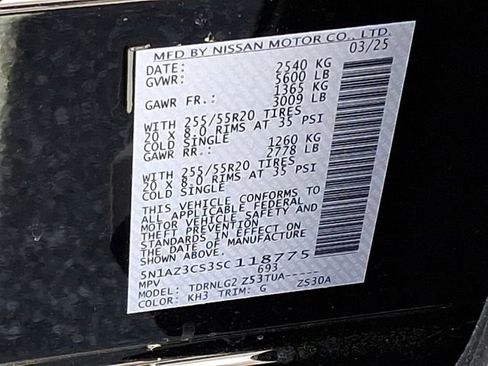 MFD BY NISSAN MOTOR CO., LTD.
DATE: 03/25
GVWR: 2540 KG
5600 LB
GAWR FR.: 1365 KG
3009 LB
WITH 255/55R20 TIRES
20 X 8.0 RIMS AT 35 PSI
COLD SINGLE
GAWR RR.: 1260 KG
2778 LB
WITH 255/55R20 TIRES
20 X 8.0 RIMS AT 35 PSI
COLD SINGLE
THIS VEHICLE CONFORMS TO
ALL APPLICABLE FEDERAL
MOTOR VEHICLE SAFETY AND
THEFT PREVENTION
STANDARDS IN EFFECT ON
THE DATE OF MANUFACTURE
SHOWN ABOVE.
5N1AZ3CS3SC118775
MPV 693
MODEL: TDRNLG2 Z53TUA-----
COLOR: KH3 TRIM: G ZS30A